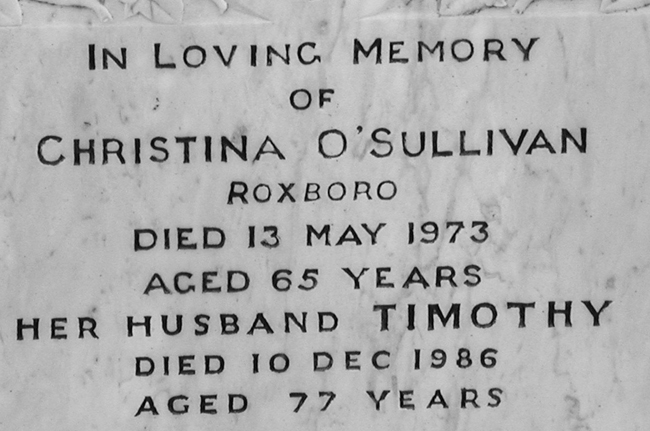 IN LOVING MEMORY
OF
CHRISTINA O'SULLIVAN
ROXBORO
DIED 13 MAY 1973
AGED 65 YEARS
HER HUSBAND TIMOTHY
DIED 10 DEC 1986
AGED 77 YEARS